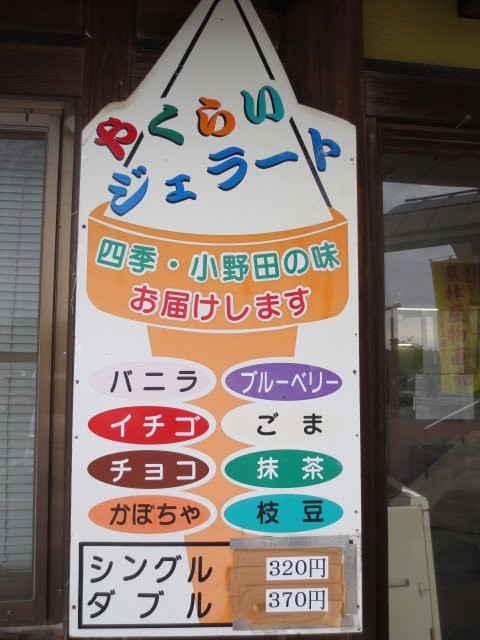 やくらい
ジェラート
四季・小野田の味
お届けします
バニラ ブルーベリー
イチゴ ごま
チョコ 抹茶
かぼちゃ 枝豆
シングル 320円
ダブル 370円